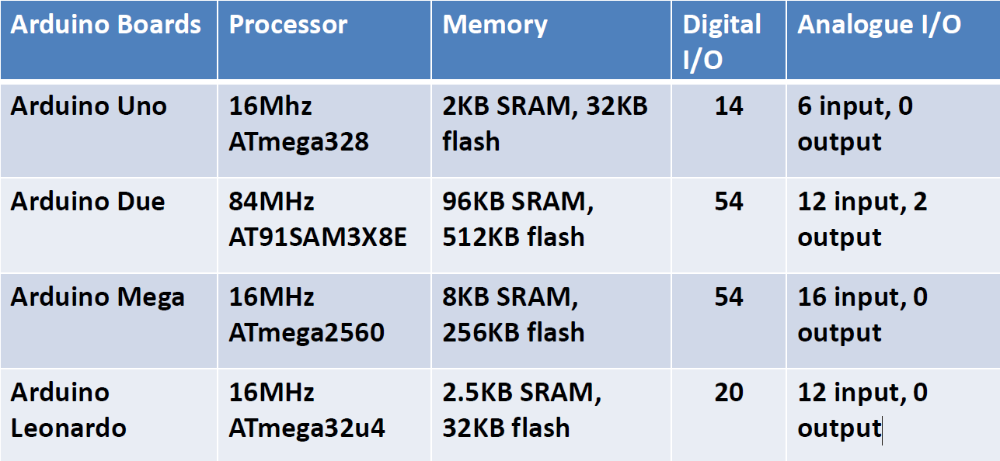 Arduino Boards Processor Memory Digital I/O Analogue I/O
Arduino Uno 16Mhz ATmega328 2KB SRAM, 32KB flash 14 6 input, 0 output
Arduino Due 84MHz AT91SAM3X8E 96KB SRAM, 512KB flash 54 12 input, 2 output
Arduino Mega 16MHz ATmega2560 8KB SRAM, 256KB flash 54 16 input, 0 output
Arduino Leonardo 16MHz ATmega32u4 2.5KB SRAM, 32KB flash 20 12 input, 0 output